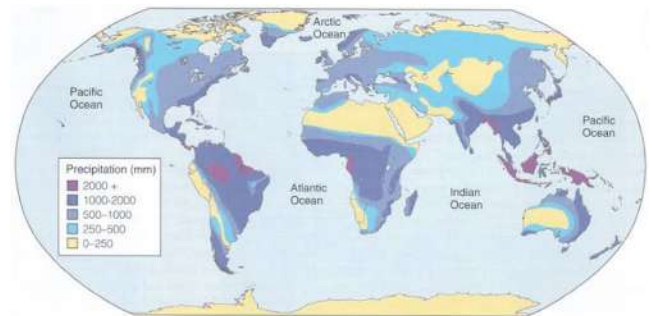 Arctic
Ocean
Pacific
Ocean
Pacific
Ocean
Atlantic
Ocean
Indian
Ocean
Precipitation (mm)
2000 +
1000-2000
500-1000
250-500
0-250